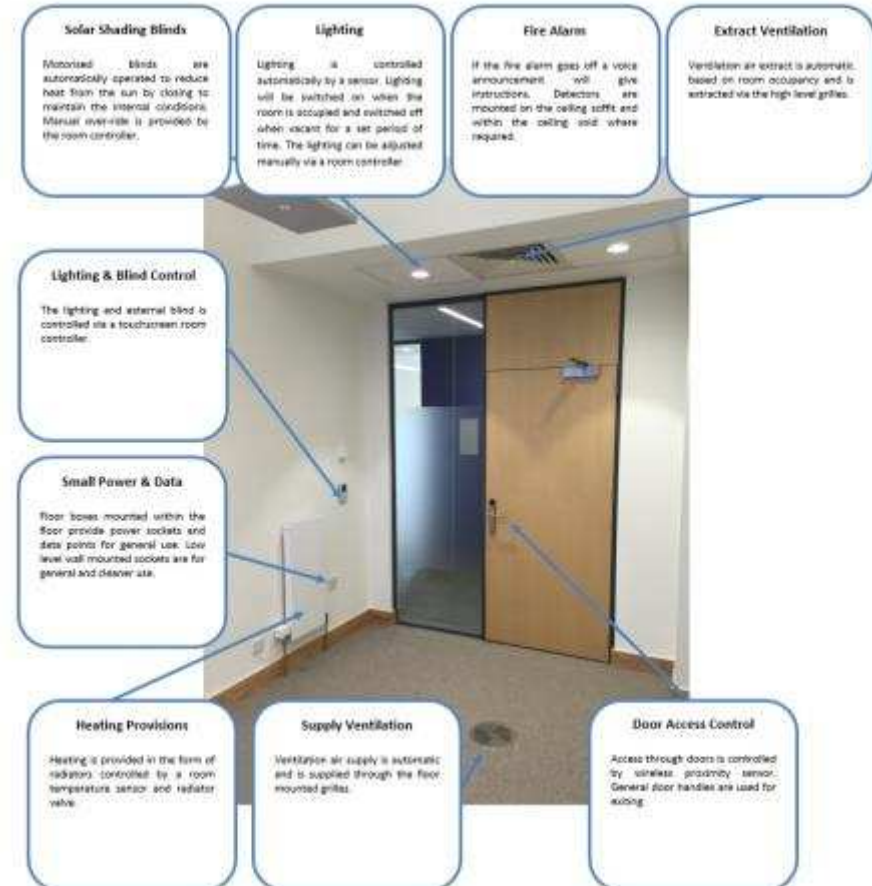 Solar Shading Blinds
Motorised blinds are
automatically operated to reduce
heat from the sun by closing to
maintain the internal conditions.
Manual over-ride is provided by
the room controller.
Lighting
Lighting is controlled
automatically by a sensor. Lighting
will be switched on when the
room is occupied and switched off
when vacant for a set period of
time. The lighting can be adjusted
manually via a room controller
Fire Alarm
If the fire alarm goes off a voice
announcement will give
instructions. Detectors are
mounted on the ceiling soffit and
within the ceiling void where
required.
Extract Ventilation
Ventilation air extract is automatic
based on room occupancy and is
extracted via the high level grilles.
Lighting & Blind Control
The lighting and external blind is
controlled via a touchscreen room
controller.
Small Power & Data
Floor boxes mounted within the
floor provide power sockets and
data points for general use. Low
level wall mounted sockets are for
general and cleaner use.
Heating Provisions
Heating is provided in the form of
radiators controlled by a room
temperature sensor and radiator
valve.
Supply Ventilation
Ventilation air supply is automatic
and is supplied through the floor
mounted grilles.
Door Access Control
Access through doors is controlled
by wireless proximity sensor.
General door handles are used for
exiting.